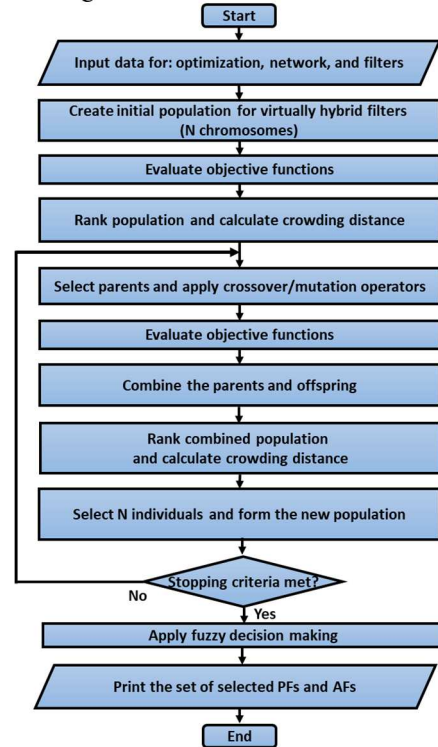 Start
Input data for: optimization, network, and filters
Create initial population for virtually hybrid filters
(N chromosomes)
Evaluate objective functions
Rank population and calculate crowding distance
Select parents and apply crossover/mutation operators
Evaluate objective functions
Combine the parents and offspring
Rank combined population
and calculate crowding distance
Select N individuals and form the new population
Stopping criteria met?
No
Yes
Apply fuzzy decision making
Print the set of selected PFs and AFs
End